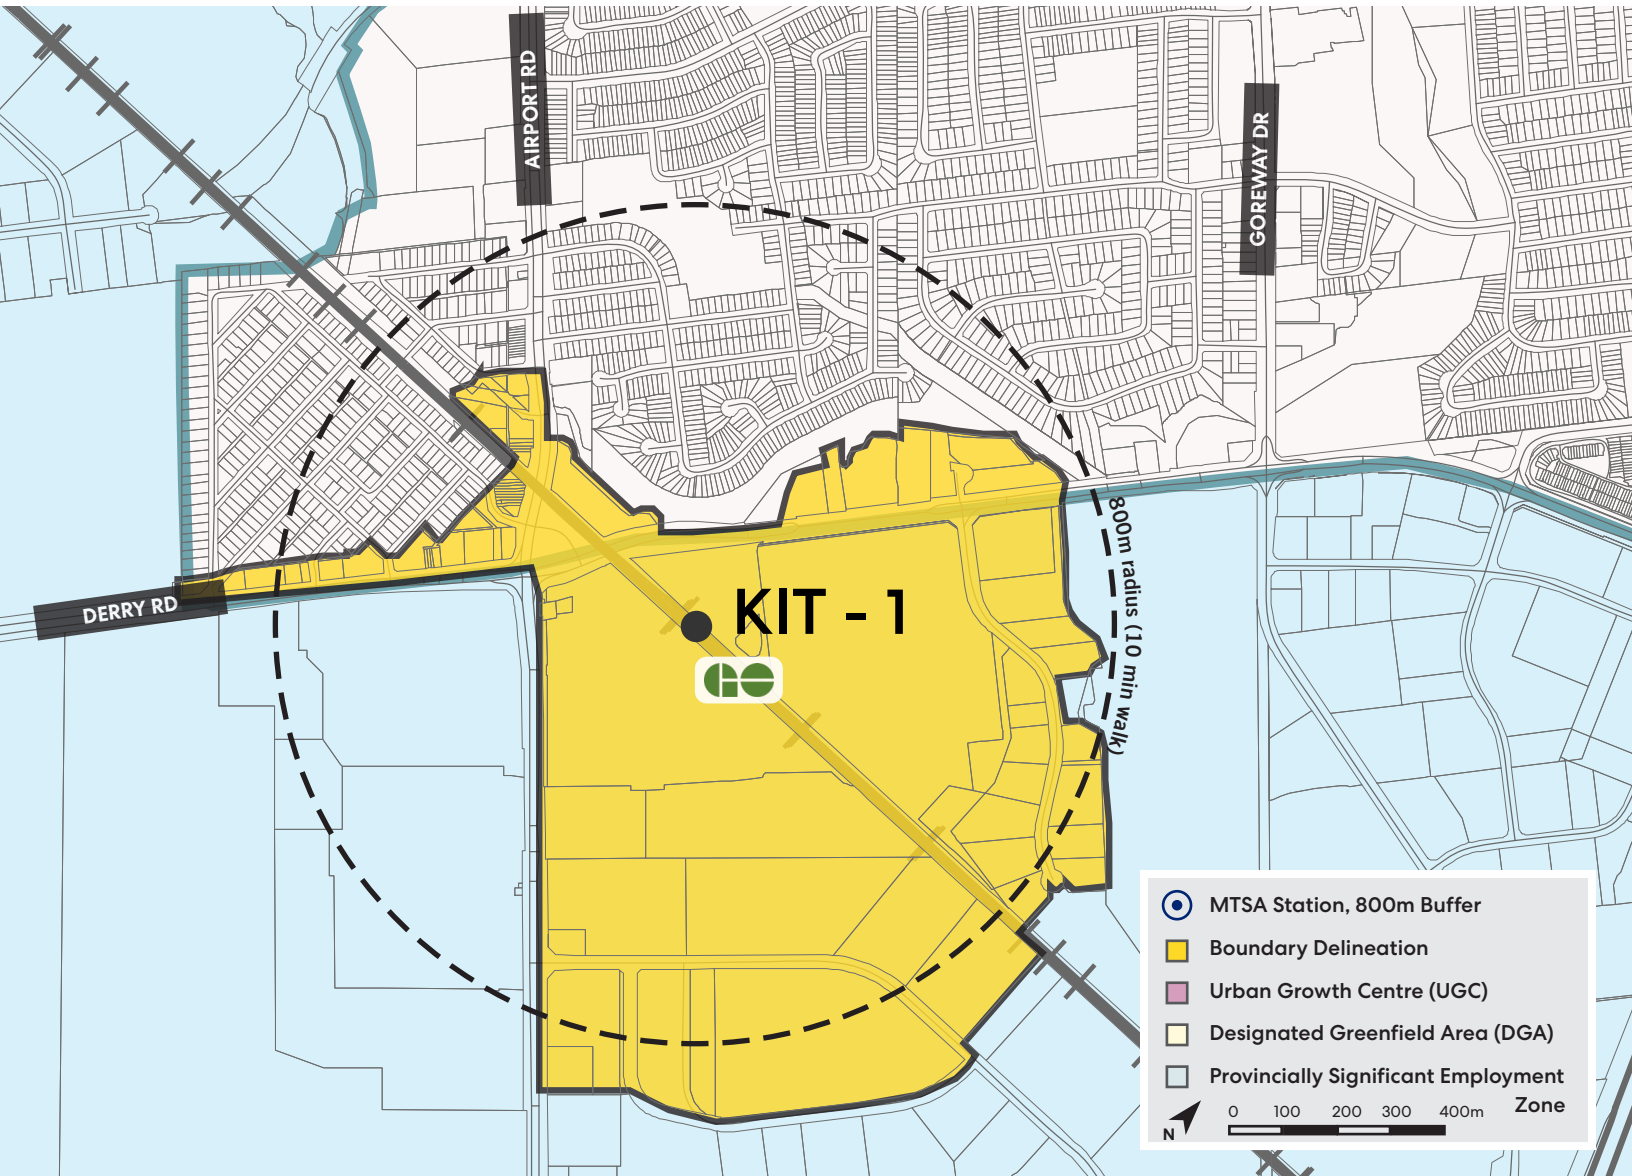 AIRPORT RD
GOREWAY DR
DERRY RD
KIT - 1
GO
800m radius (10 min walk)
MTSA Station, 800m Buffer
Boundary Delineation
Urban Growth Centre (UGC)
Designated Greenfield Area (DGA)
Provincially Significant Employment
Zone
N
0 100 200 300 400m